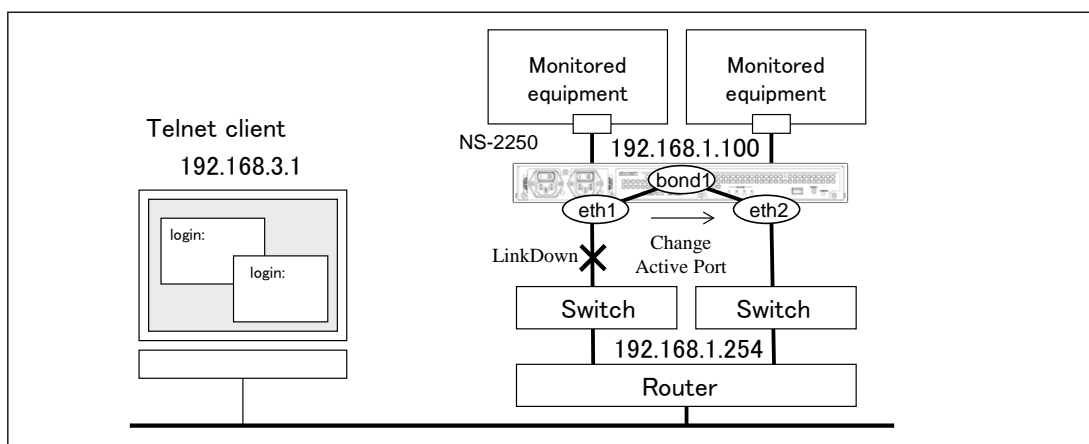 Monitored
equipment
Monitored
equipment
Telnet client
192.168.3.1
NS-2250
192.168.1.100
bond1
eth1
eth2
login:
login:
LinkDown
Change
Active Port
Switch
Switch
192.168.1.254
Router